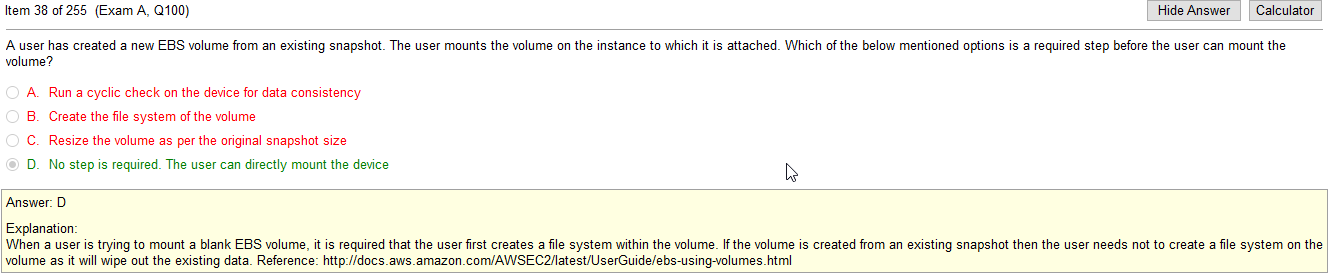 Item 38 of 255 (Exam A, Q100)
Hide Answer
Calculator
A user has created a new EBS volume from an existing snapshot. The user mounts the volume on the instance to which it is attached. Which of the below mentioned options is a required step before the user can mount the
volume?
A. Run a cyclic check on the device for data consistency
B. Create the file system of the volume
C. Resize the volume as per the original snapshot size
D. No step is required. The user can directly mount the device
Answer: D
Explanation:
When a user is trying to mount a blank EBS volume, it is required that the user first creates a file system within the volume. If the volume is created from an existing snapshot then the user needs not to create a file system on the
volume as it will wipe out the existing data. Reference: http://docs.aws.amazon.com/AWSEC2/latest/UserGuide/ebs-using-volumes.html